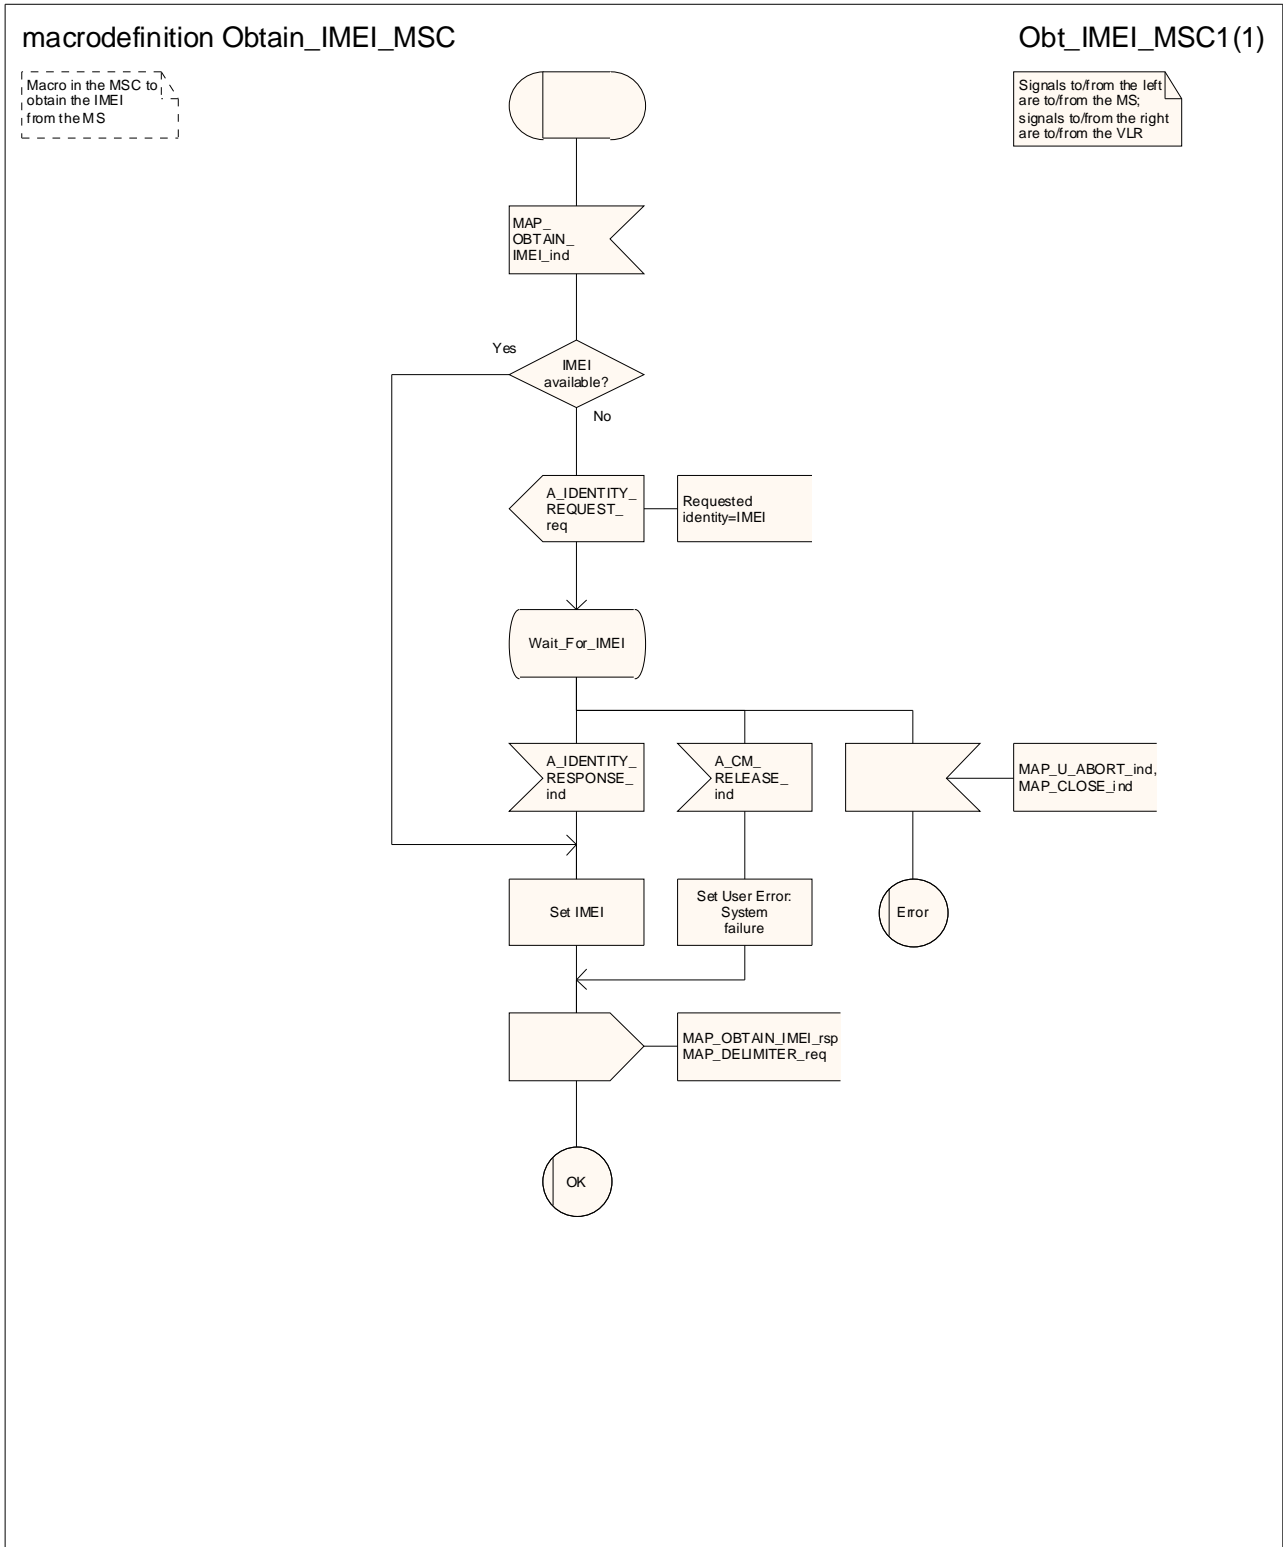 macrodefinition Obtain_IMEI_MSC
Obt_IMEI_MSC1(1)
Macro in the MSC to
obtain the IMEI
from the MS
Signals to/from the left
are to/from the MS;
signals to/from the right
are to/from the VLR
MAP_
OBTAIN_
IMEI_ind
Yes
IMEI
available?
No
A_IDENTITY_
REQUEST_
req
Requested
identity=IMEI
Wait_For_IMEI
A_IDENTITY_
RESPONSE_
ind
A_CM_
RELEASE_
ind
MAP_U_ABORT_ind,
MAP_CLOSE_ind
Set IMEI
Set User Error:
System
failure
Error
MAP_OBTAIN_IMEI_rsp
MAP_DELIMITER_req
OK